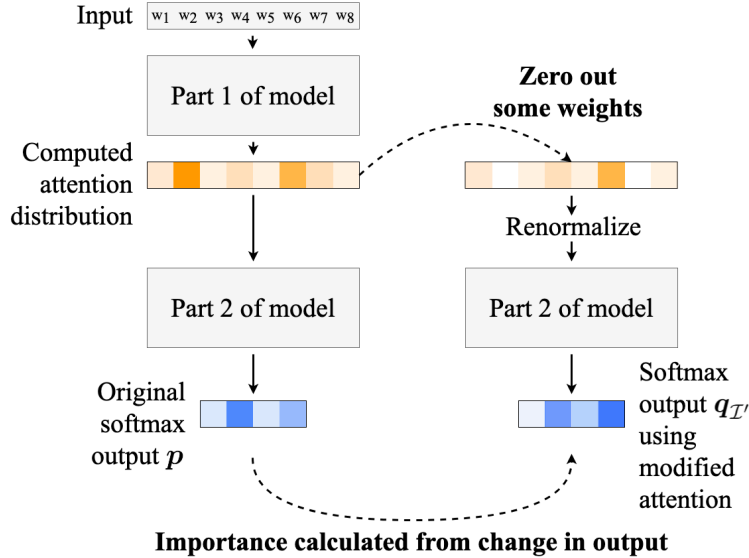 Input
w1 w2 w3 w4 w5 w6 w7 w8
Part 1 of model
Zero out
some weights
Computed
attention
distribution
Renormalize
Part 2 of model
Part 2 of model
Original
softmax
output p
Softmax
output qI′
using
modified
attention
Importance calculated from change in output